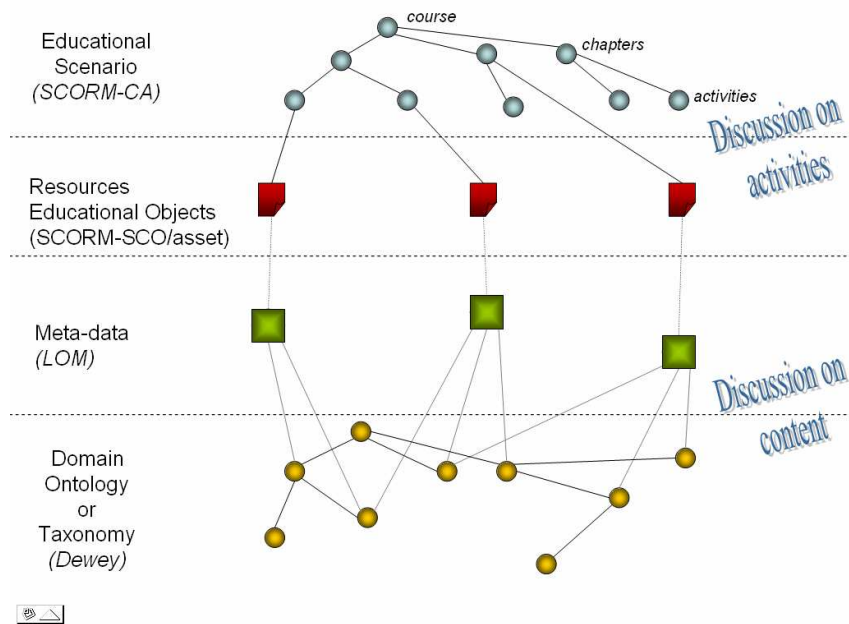 Educational
Scenario
(SCORM-CA)
course
chapters
activities
Discussion on
activities
Resources
Educational Objects
(SCORM-SCO/asset)
Meta-data
(LOM)
Discussion on
content
Domain
Ontology
or
Taxonomy
(Dewey)